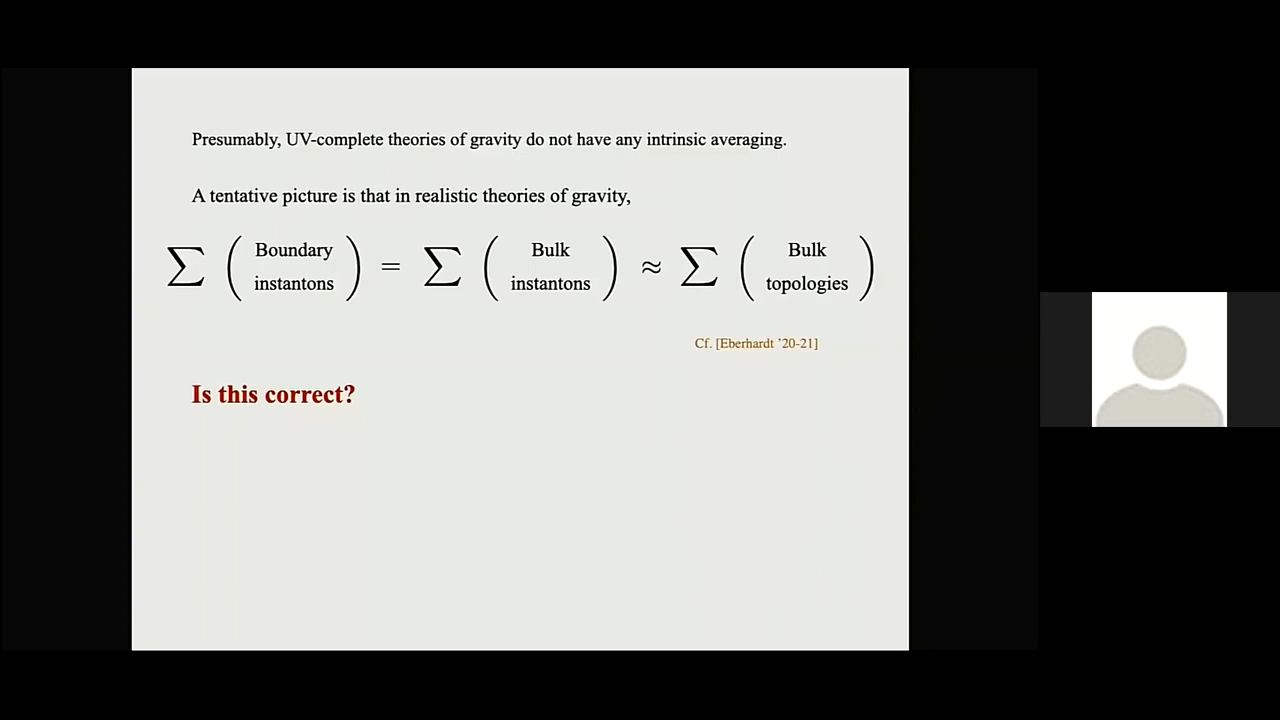 Presumably, UV-complete theories of gravity do not have any intrinsic averaging.
A tentative picture is that in realistic theories of gravity,
∑ ( Boundary instantons ) = ∑ ( Bulk instantons ) ≈ ∑ ( Bulk topologies )
Cf. [Eberhardt ’20-21]
Is this correct?